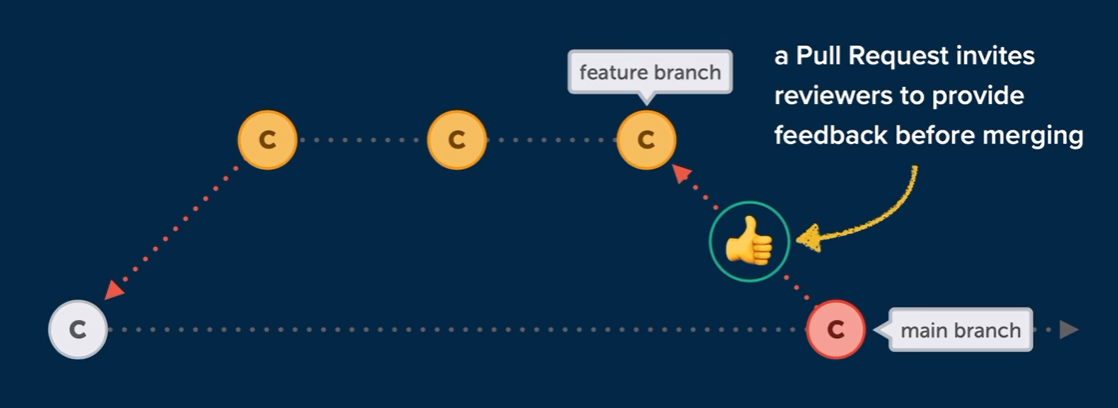 a Pull Request invites
reviewers to provide
feedback before merging
feature branch
C
C
C
C
C
main branch